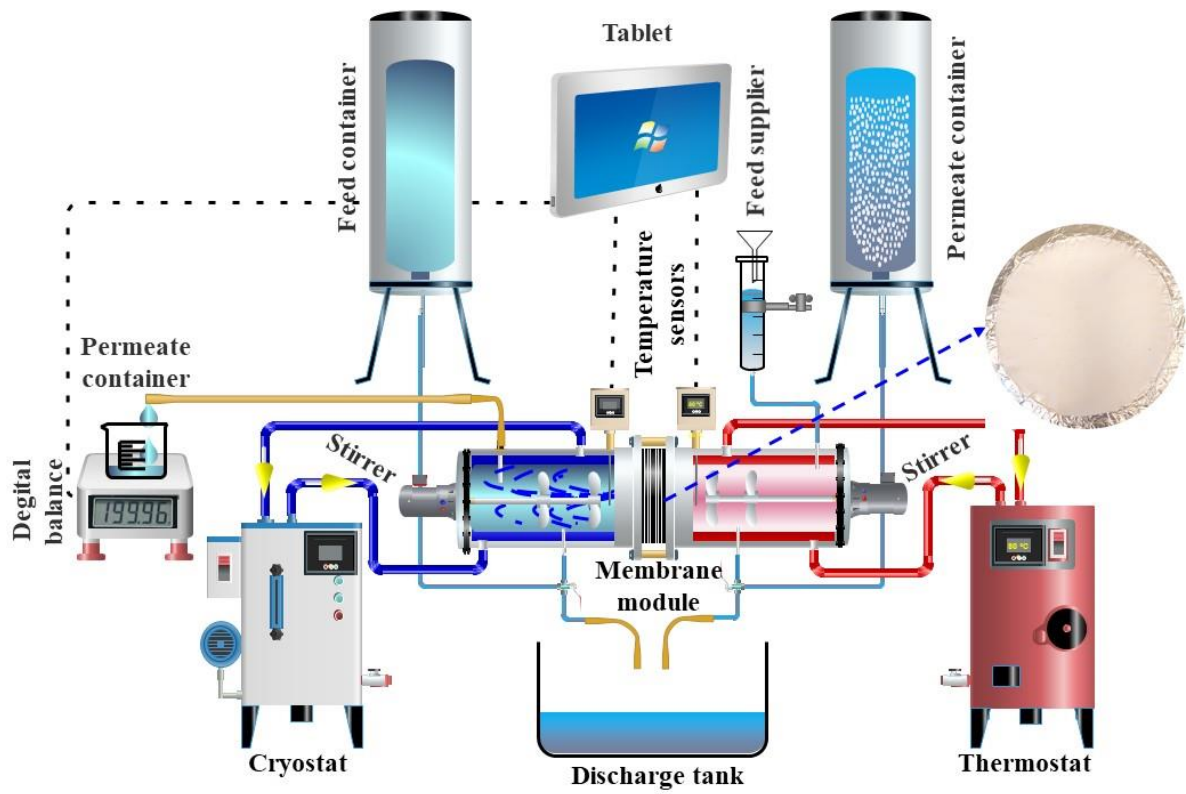 Tablet
Feed container
Feed supplier
Permeate container
Temperature
sensors
Permeate
container
Stirrer
Stirrer
Degital
balance
199.96
80 °C
Membrane
module
Cryostat
Discharge tank
Thermostat